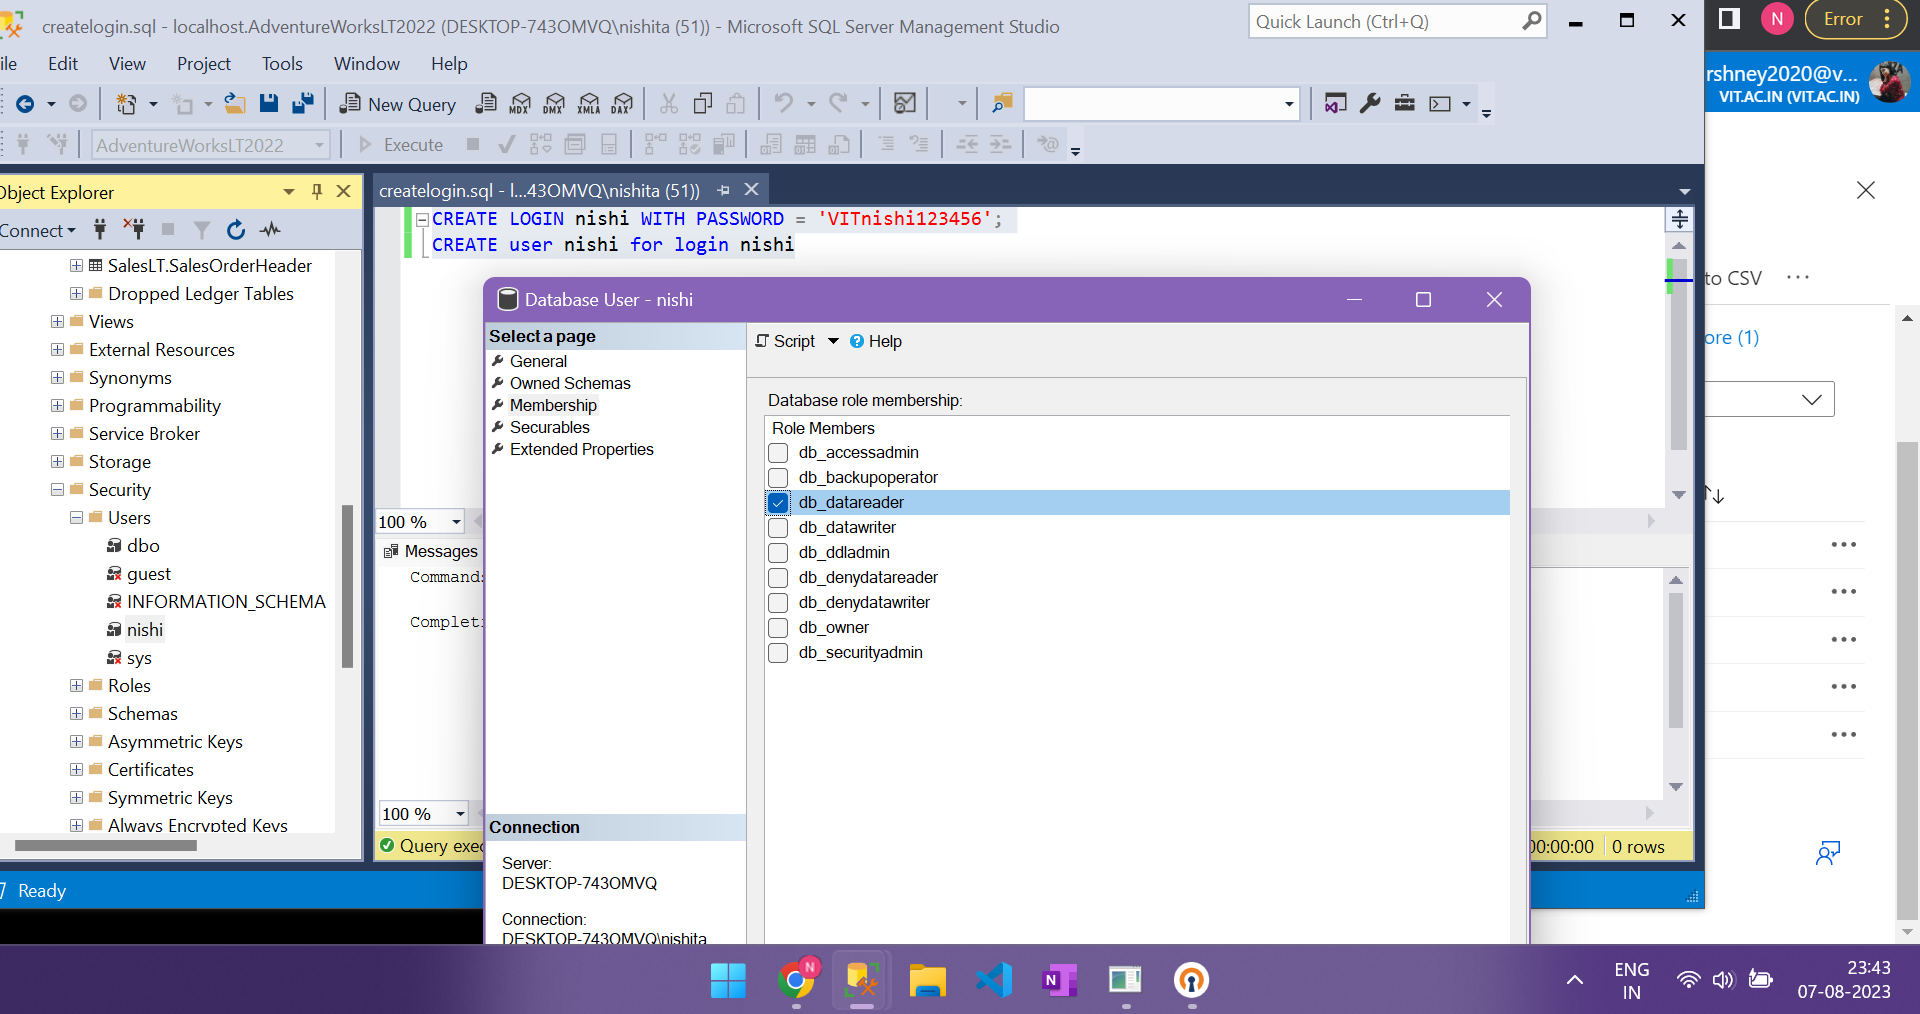 createlogin.sql - localhost.AdventureWorksLT2022 (DESKTOP-743OMVQ\nishita (51)) - Microsoft SQL Server Management Studio
Quick Launch (Ctrl+Q)
N
Error
ile Edit View Project Tools Window Help
rshney2020@v...
VIT.AC.IN (VIT.AC.IN)
New Query
MDX
DMX
XMLA
DAX
AdventureWorksLT2022
Execute
Object Explorer
Connect
SalesLT.SalesOrderHeader
Dropped Ledger Tables
Views
External Resources
Synonyms
Programmability
Service Broker
Storage
Security
Users
dbo
guest
INFORMATION_SCHEMA
nishi
sys
Roles
Schemas
Asymmetric Keys
Certificates
Symmetric Keys
Always Encrypted Keys
createlogin.sql - l...43OMVQ\nishita (51))
CREATE LOGIN nishi WITH PASSWORD = 'VITnishi123456';
CREATE user nishi for login nishi
100 %
Messages
Commands
Completi
100 %
Query exec
00:00:00
0 rows
Ready
Database User - nishi
Select a page
General
Owned Schemas
Membership
Securables
Extended Properties
Connection
Server:
DESKTOP-743OMVQ
Connection:
DESKTOP-743OMVQ\nishita
Script
Help
Database role membership:
Role Members
db_accessadmin
db_backupoperator
db_datareader
db_datawriter
db_ddladmin
db_denydatareader
db_denydatawriter
db_owner
db_securityadmin
to CSV
ore (1)
N
N
ENG
IN
23:43
07-08-2023